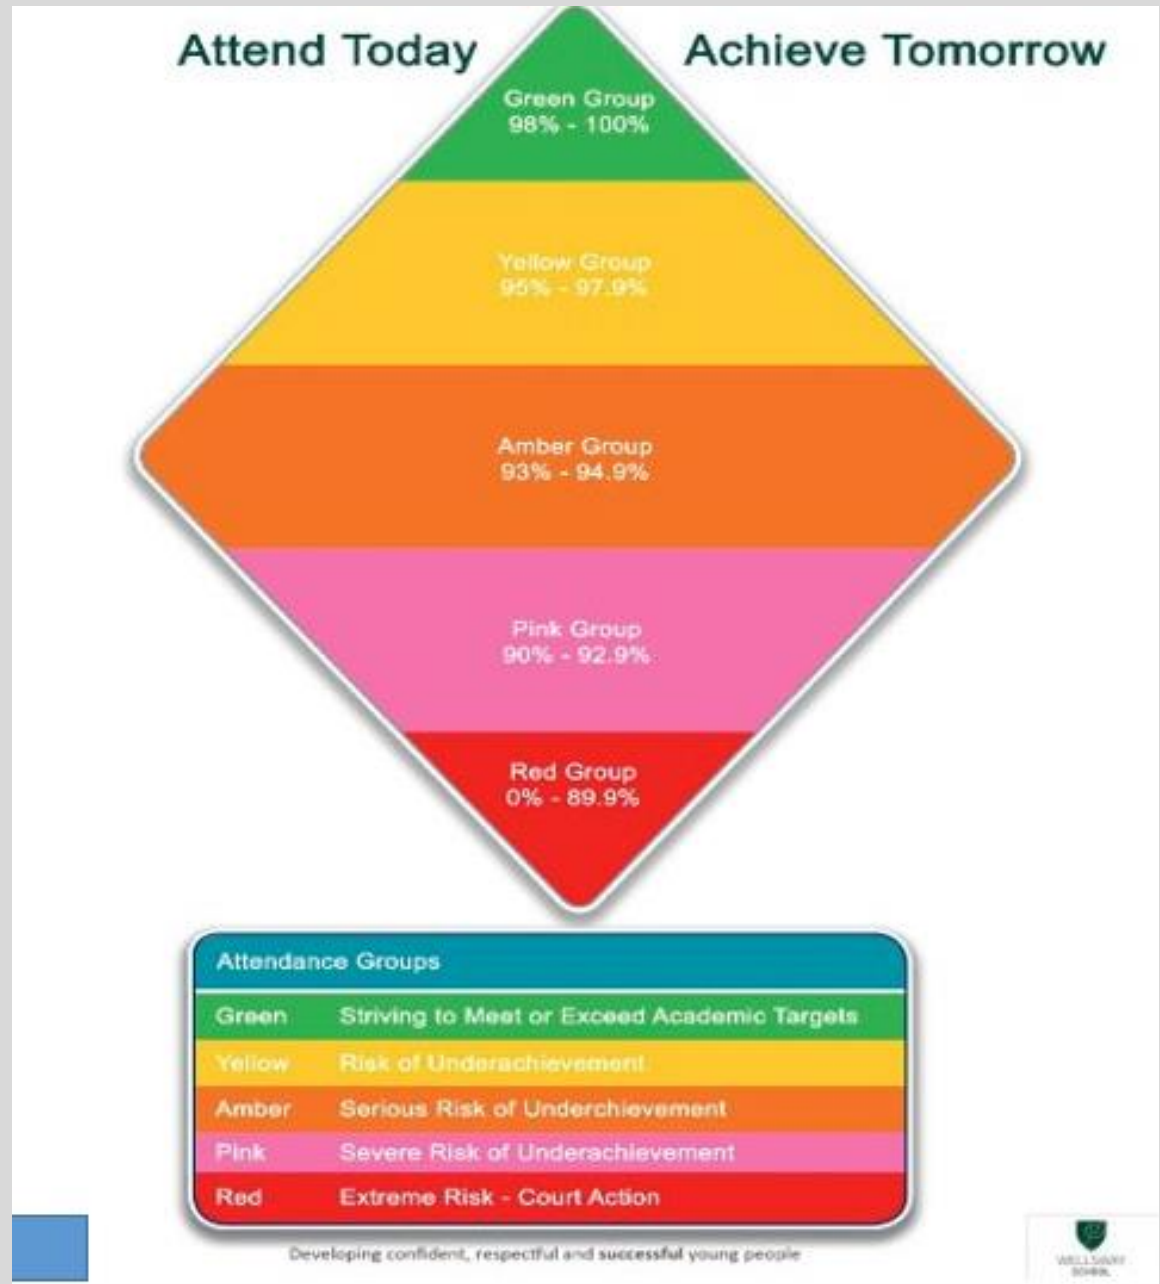 Attend Today Achieve Tomorrow
Green Group
98% - 100%
Yellow Group
95% - 97.9%
Amber Group
93% - 94.9%
Pink Group
90% - 92.9%
Red Group
0% - 89.9%
Attendance Groups
Green Striving to Meet or Exceed Academic Targets
Yellow Risk of Underachievement
Amber Serious Risk of Underchievement
Pink Severe Risk of Underachievement
Red Extreme Risk - Court Action
Developing confident, respectful and successful young people
WELLSWAY
SCHOOL